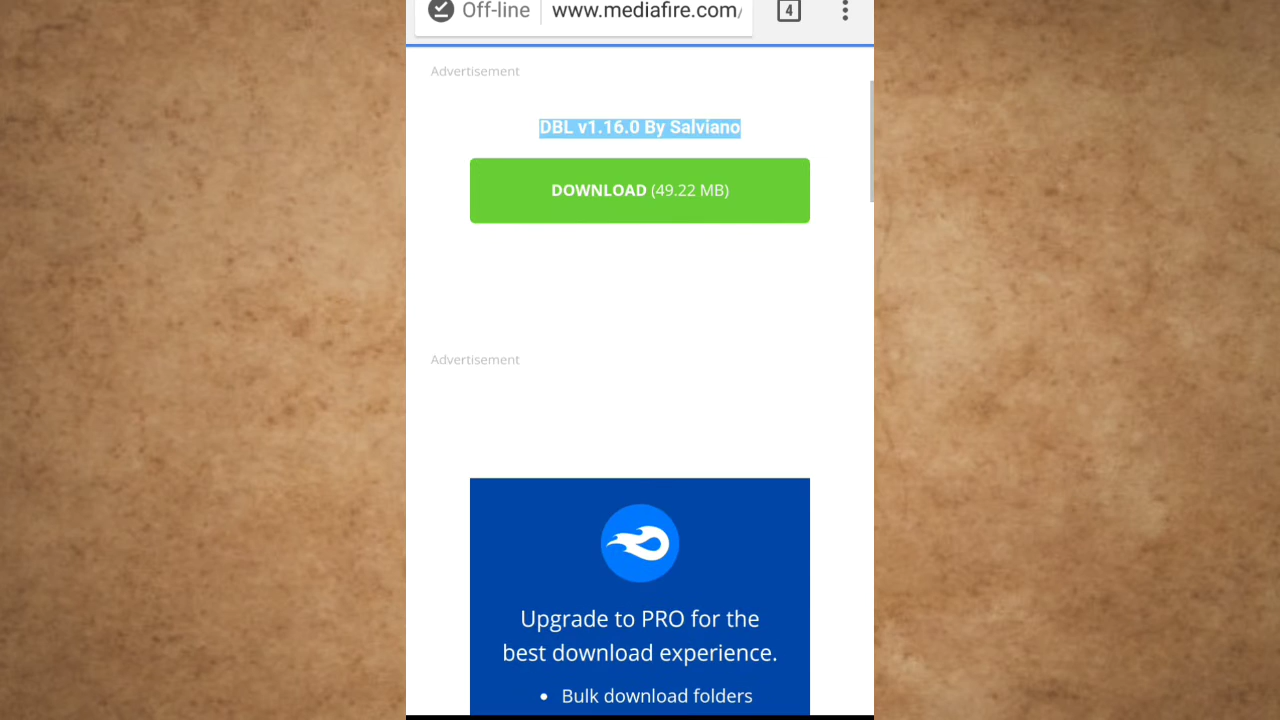 Off-line www.mediafire.com/ 4
Advertisement
DBL v1.16.0 By Salviano
DOWNLOAD (49.22 MB)
Advertisement
Upgrade to PRO for the
best download experience.
• Bulk download folders